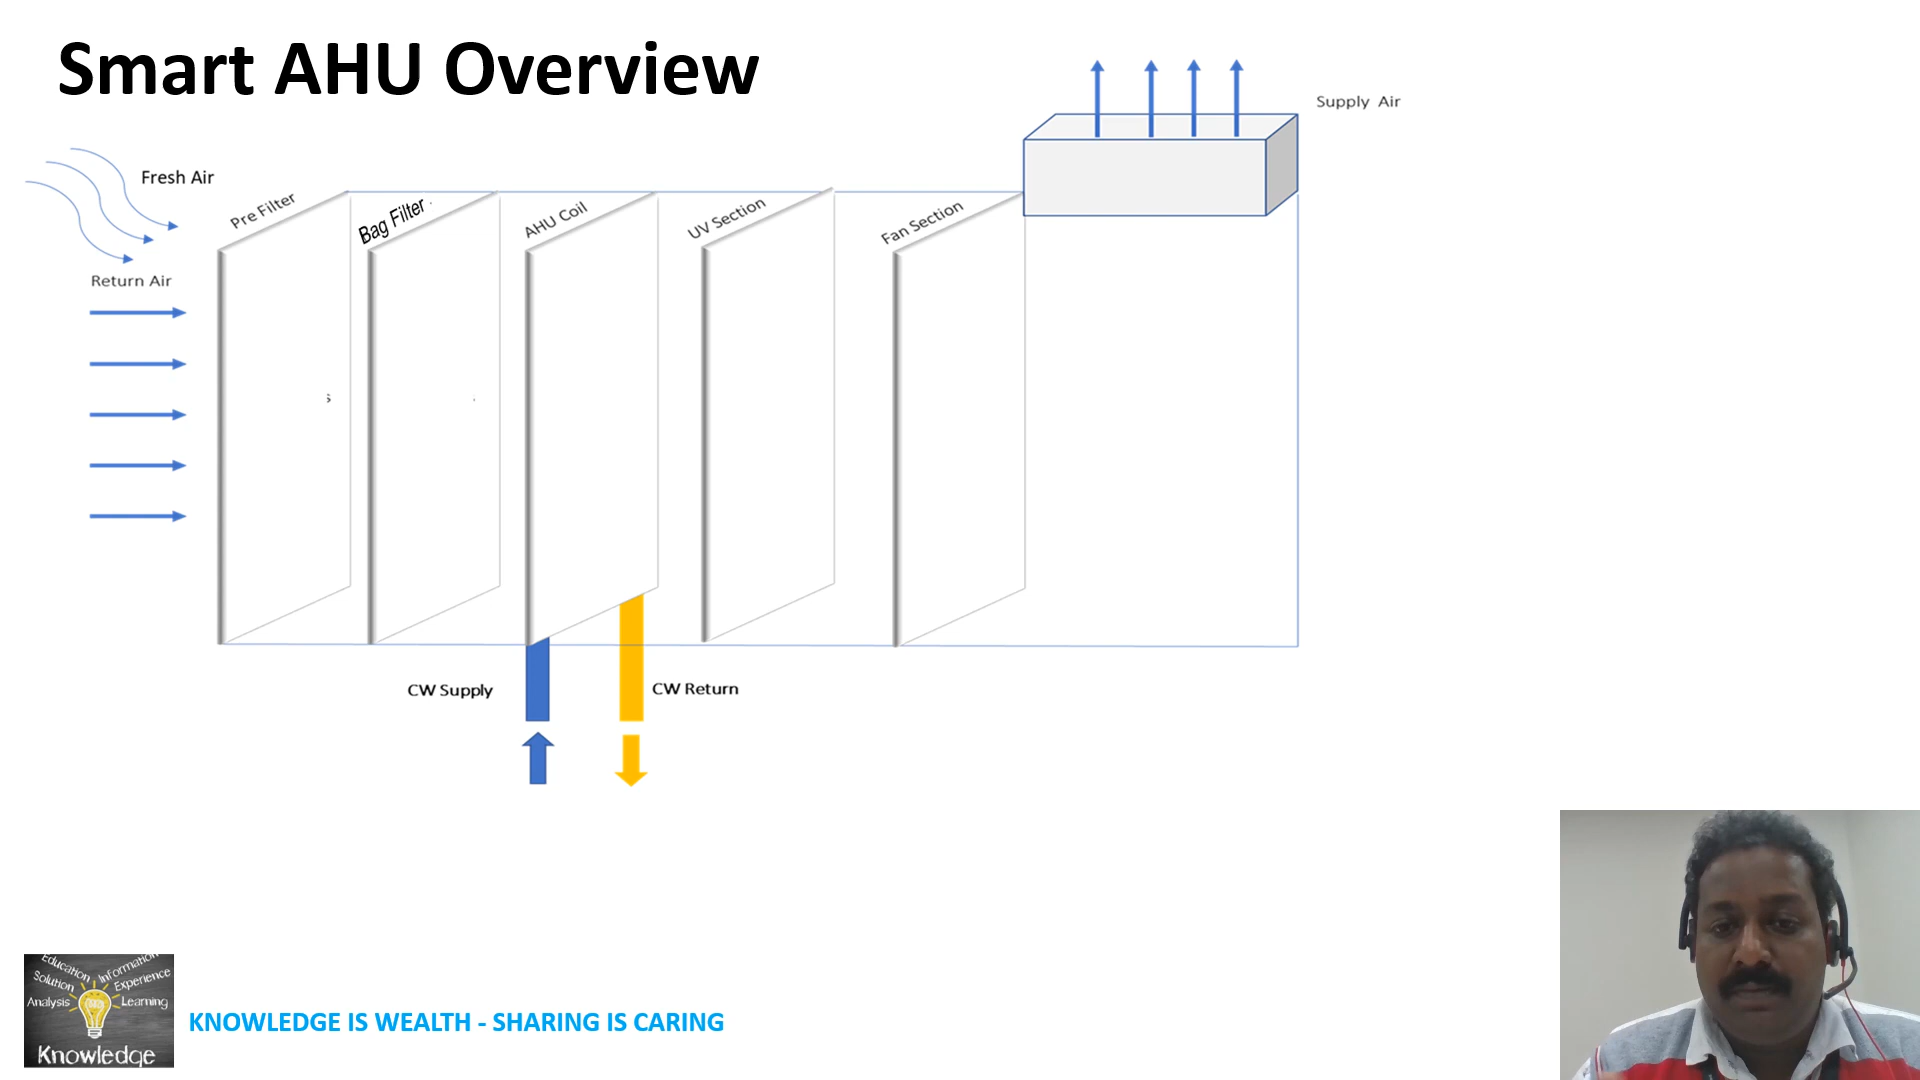 Smart AHU Overview
Supply Air
Fresh Air
Pre Filter
Bag Filter
AHU Coil
UV Section
Fan Section
Return Air
s
CW Supply
CW Return
Education Information
Solution Experience
Analysis Learning
Knowledge
KNOWLEDGE IS WEALTH - SHARING IS CARING